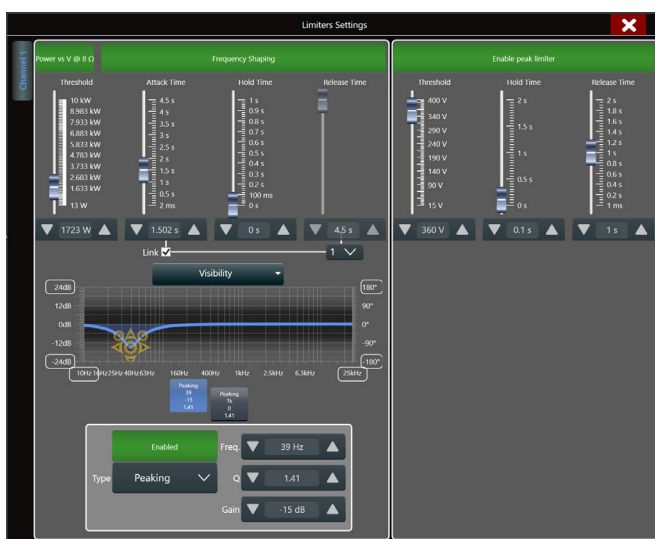 Limiters Settings
Channel 1
Power vs V @ 8 Ω
Frequency Shaping
Enable peak limiter
Threshold
Attack Time
Hold Time
Release Time
10 kW
8.983 kW
7.933 kW
6.883 kW
5.833 kW
4.783 kW
3.733 kW
2.683 kW
1.633 kW
13 W
4.5 s
4 s
3.5 s
3 s
2.5 s
2 s
1.5 s
1 s
0.5 s
2 ms
1 s
0.9 s
0.8 s
0.7 s
0.6 s
0.5 s
0.4 s
0.3 s
0.2 s
100 ms
0 s
1723 W
1.502 s
0 s
4.5 s
Link
1
Visibility
24dB
12dB
0dB
-12dB
-24dB
180°
90°
0°
-90°
-180°
10Hz 16Hz 25Hz 40Hz 63Hz 160Hz 400Hz 1kHz 2.5kHz 6.3kHz 25kHz
Peaking
39
-15
1.41
Peaking
1k
0
1.41
Enabled
Type
Peaking
Freq.
39 Hz
Q
1.41
Gain
-15 dB
Threshold
Hold Time
Release Time
400 V
340 V
290 V
240 V
190 V
140 V
90 V
15 V
2 s
1.5 s
1 s
0.5 s
0 s
2 s
1.8 s
1.6 s
1.4 s
1.2 s
1 s
0.8 s
0.6 s
0.4 s
0.2 s
1 ms
360 V
0.1 s
1 s